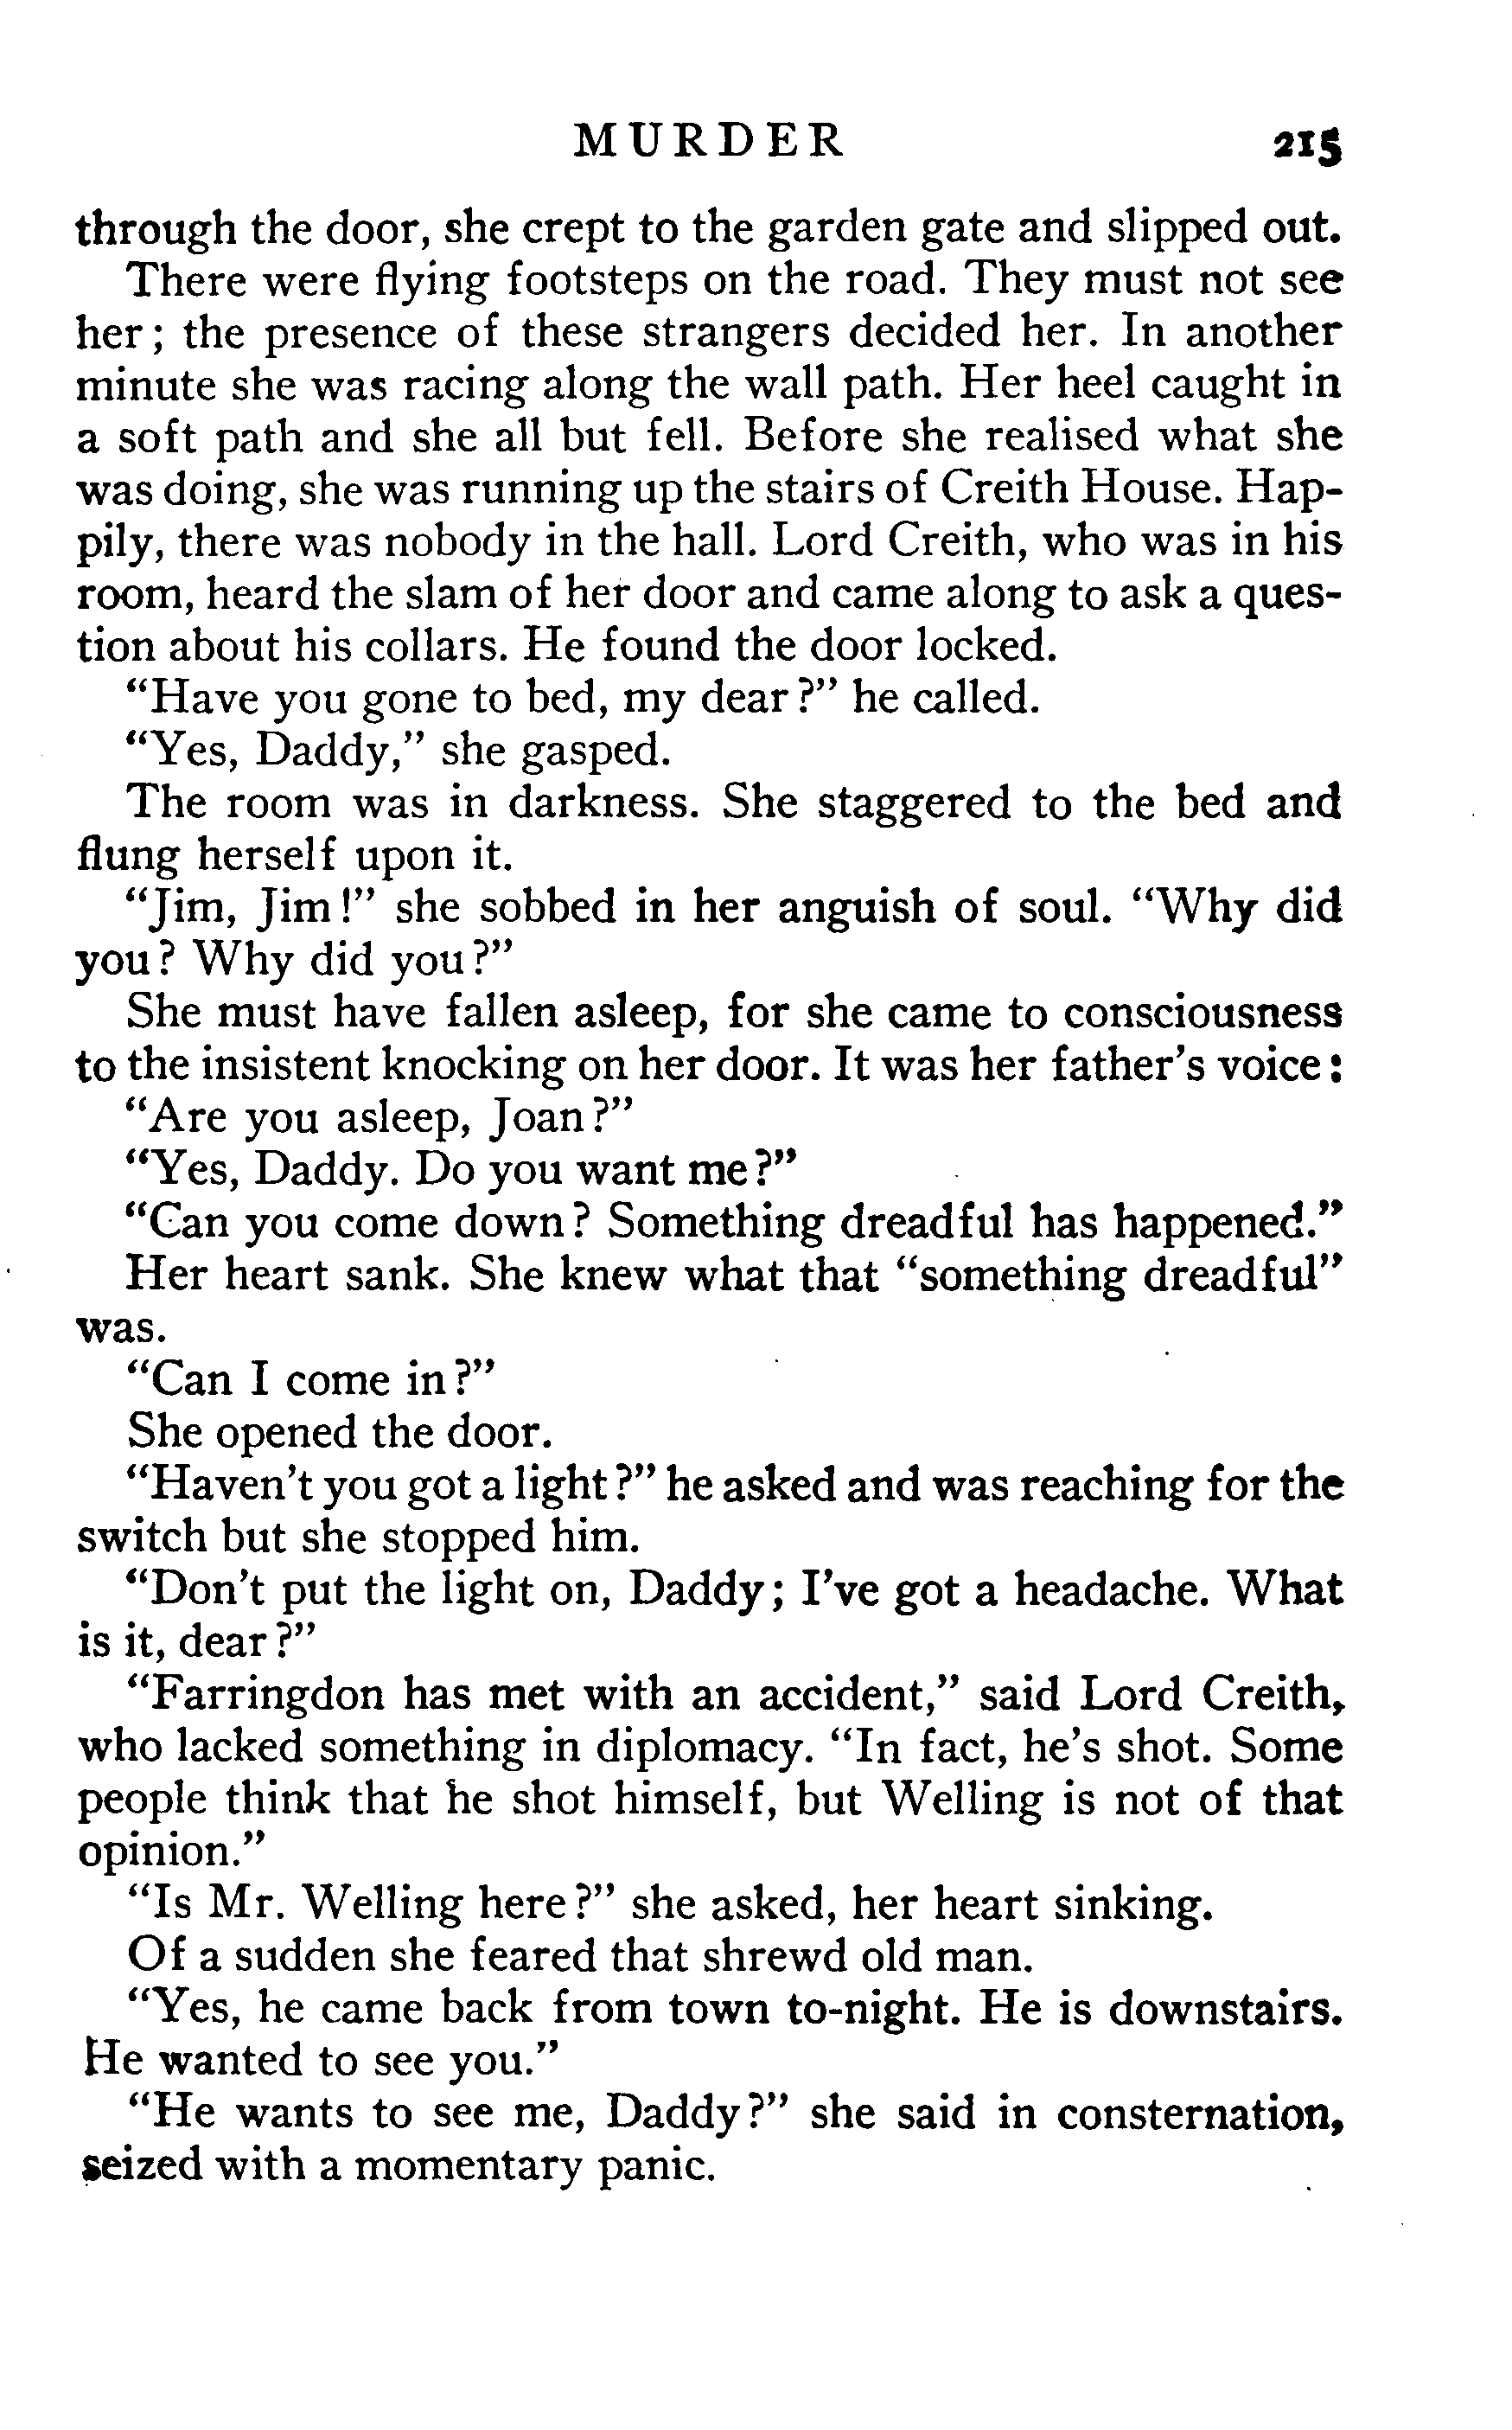 MURDER 215
through the door, she crept to the garden gate and slipped out.
There were flying footsteps on the road. They must not see
her; the presence of these strangers decided her. In another
minute she was racing along the wall path. Her heel caught in
a soft path and she all but fell. Before she realised what she
was doing, she was running up the stairs of Creith House. Hap-
pily, there was nobody in the hall. Lord Creith, who was in his
room, heard the slam of her door and came along to ask a ques-
tion about his collars. He found the door locked.
"Have you gone to bed, my dear?" he called.
"Yes, Daddy," she gasped.
The room was in darkness. She staggered to the bed and
flung herself upon it.
"Jim, Jim!" she sobbed in her anguish of soul. "Why did
you? Why did you?"
She must have fallen asleep, for she came to consciousness
to the insistent knocking on her door. It was her father's voice:
"Are you asleep, Joan?"
"Yes, Daddy. Do you want me?"
"Can you come down? Something dreadful has happened."
Her heart sank. She knew what that "something dreadful"
was.
"Can I come in?"
She opened the door.
"Haven't you got a light?" he asked and was reaching for the
switch but she stopped him.
"Don't put the light on, Daddy; I've got a headache. What
is it, dear?"
"Farringdon has met with an accident," said Lord Creith,
who lacked something in diplomacy. "In fact, he's shot. Some
people think that he shot himself, but Welling is not of that
opinion."
"Is Mr. Welling here?" she asked, her heart sinking.
Of a sudden she feared that shrewd old man.
"Yes, he came back from town to-night. He is downstairs.
He wanted to see you."
"He wants to see me, Daddy?" she said in consternation,
seized with a momentary panic.